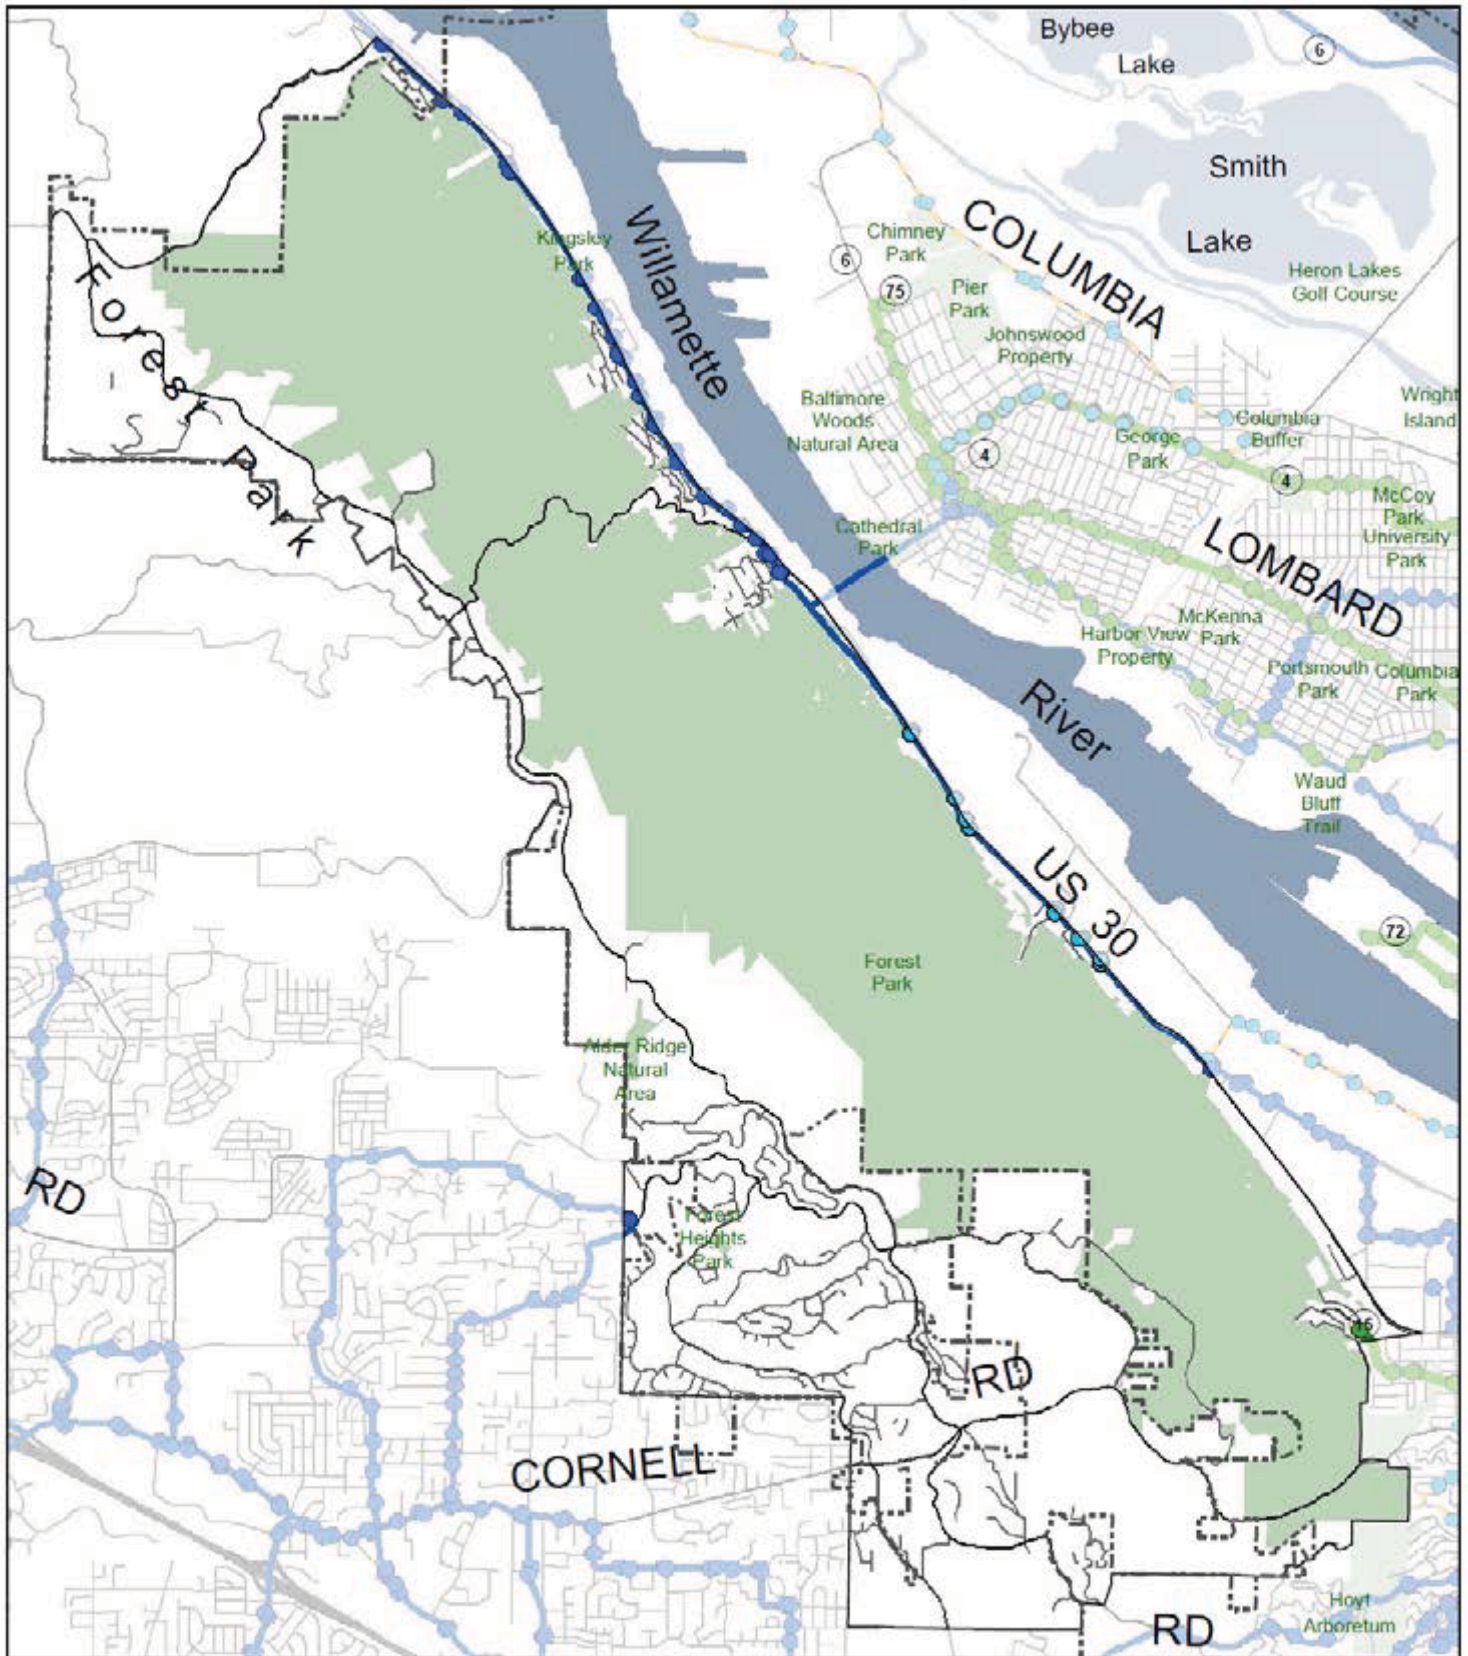 Bybee
Lake
6
Smith
Lake
COLUMBIA
Willamette
Kingsley
Park
Chimney
Park
6
75
Pier
Park
Heron Lakes
Golf Course
Johnswood
Property
Forest
Park
Baltimore
Woods
Natural Area
Wright
Island
Columbia
Buffer
George
Park
4
4
McCoy
Park
University
Park
LOMBARD
Cathedral
Park
McKenna
Park
Harbor View
Property
Portsmouth
Park
Columbia
Park
River
Waud
Bluff
Trail
US 30
72
Forest
Park
Alder Ridge
Natural
Area
RD
Forest
Heights
Park
RD
CORNELL
Hoyt
Arboretum
RD